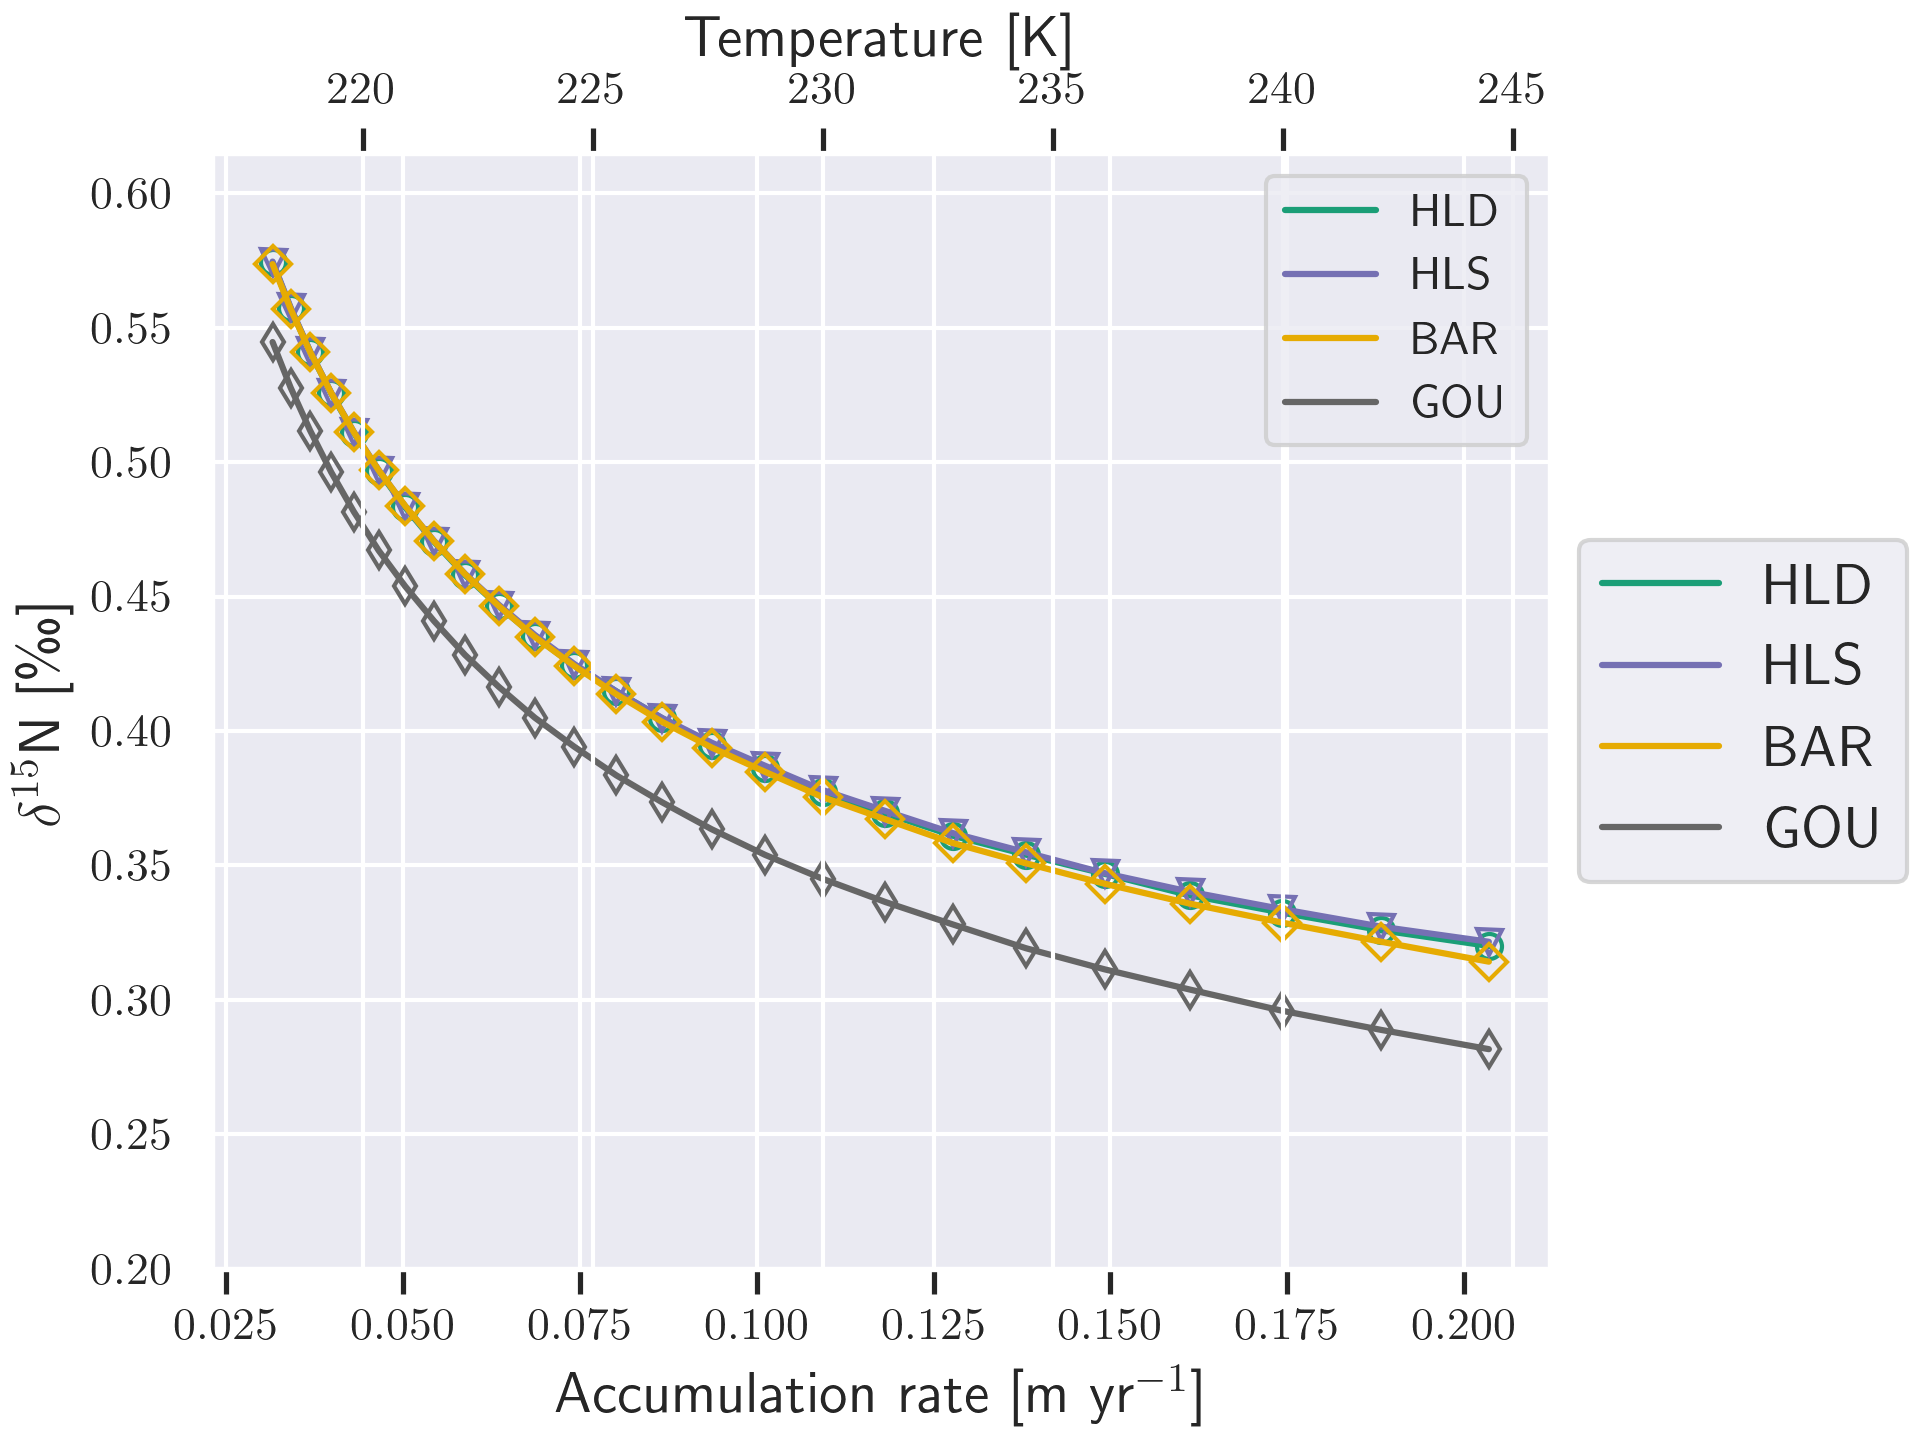 Temperature [K]
220 225 230 235 240 245
0.60
0.55
0.50
0.45
0.40
0.35
0.30
0.25
0.20
δ¹⁵N [‰]
HLD
HLS
BAR
GOU
HLD
HLS
BAR
GOU
0.025 0.050 0.075 0.100 0.125 0.150 0.175 0.200
Accumulation rate [m yr⁻¹]